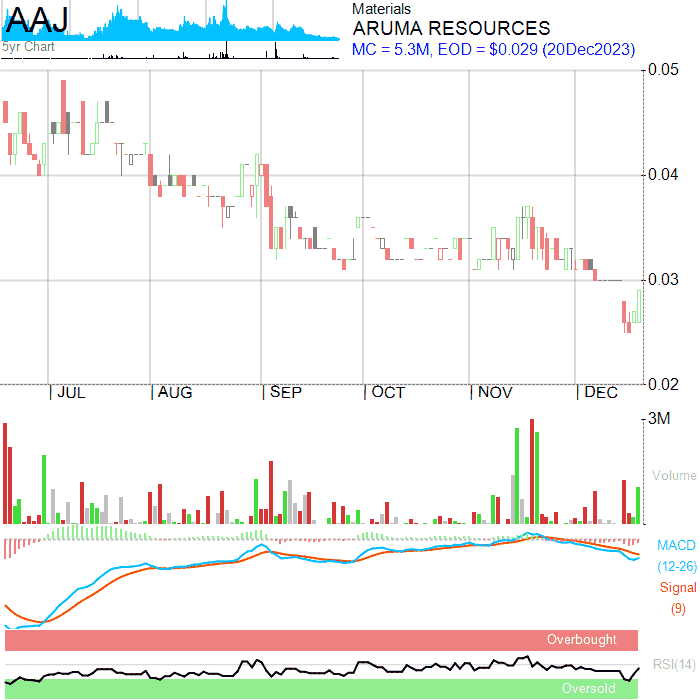 AAJ
5yr Chart
Materials
ARUMA RESOURCES
MC = 5.3M, EOD = $0.029 (20Dec2023)
0.05
0.04
0.03
0.02
JUL AUG SEP OCT NOV DEC
3M
Volume
MACD
(12-26)
Signal
(9)
Overbought
RSI(14)
Oversold